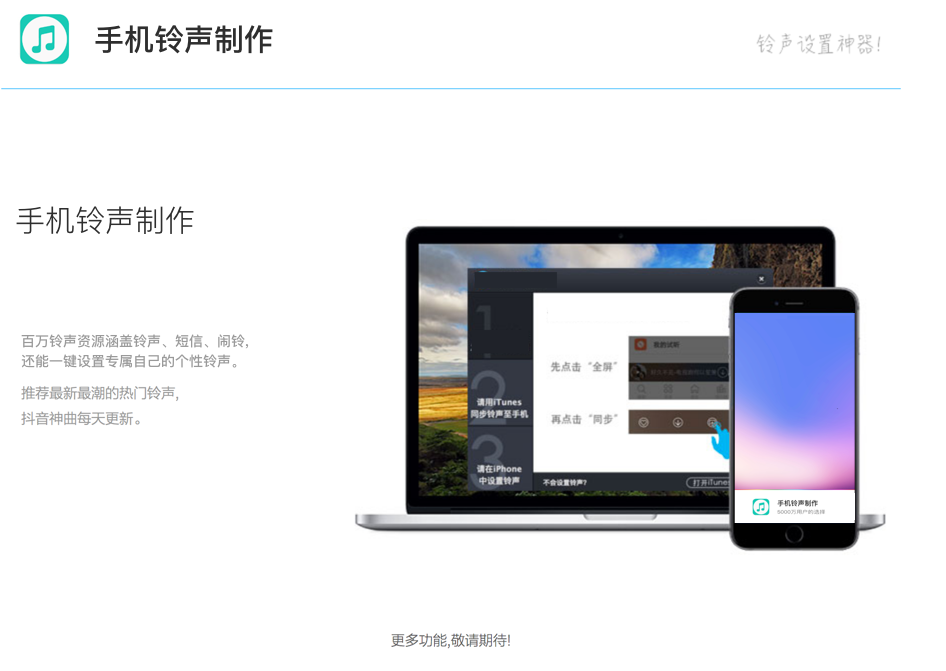 手机铃声制作
铃声设置神器!
手机铃声制作
百万铃声资源涵盖铃声、短信、闹铃,
还能一键设置专属自己的个性铃声。
推荐最新最潮的热门铃声,
抖音神曲每天更新。
1
2
请用iTunes
同步铃声至手机
3
请在iPhone
中设置铃声
先点击“全屏”
再点击“同步”
我的试听
不会设置铃声?
打开iTunes
手机铃声制作
5000万用户的选择
更多功能,敬请期待!